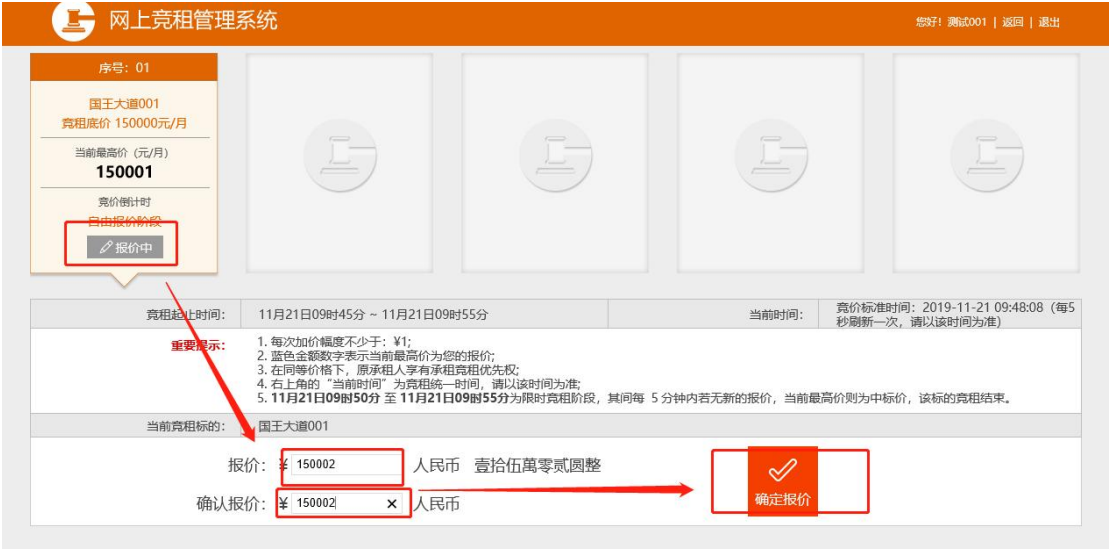 网上竞租管理系统
您好！测试001 | 返回 | 退出
序号：01
国王大道001
竞租底价 150000元/月
当前最高价（元/月）
150001
竞价倒计时
自由报价阶段
报价中
竞租起止时间：
11月21日09时45分 ~ 11月21日09时55分
当前时间：
竞价标准时间：2019-11-21 09:48:08（每5
秒刷新一次，请以该时间为准）
重要提示：
1. 每次加价幅度不少于：¥1;
2. 蓝色金额数字表示当前最高价为您的报价;
3. 在同等价格下，原承租人享有承租竞租优先权;
4. 右上角的“当前时间”为竞租统一时间，请以该时间为准;
5. 11月21日09时50分 至 11月21日09时55分为限时竞租阶段，其间每 5 分钟内若无新的报价，当前最高价则为中标价，该标的竞租结束。
当前竞租标的：
国王大道001
报价：¥ 150002 人民币 壹拾伍萬零贰圆整
确认报价：¥ 150002 × 人民币
确定报价